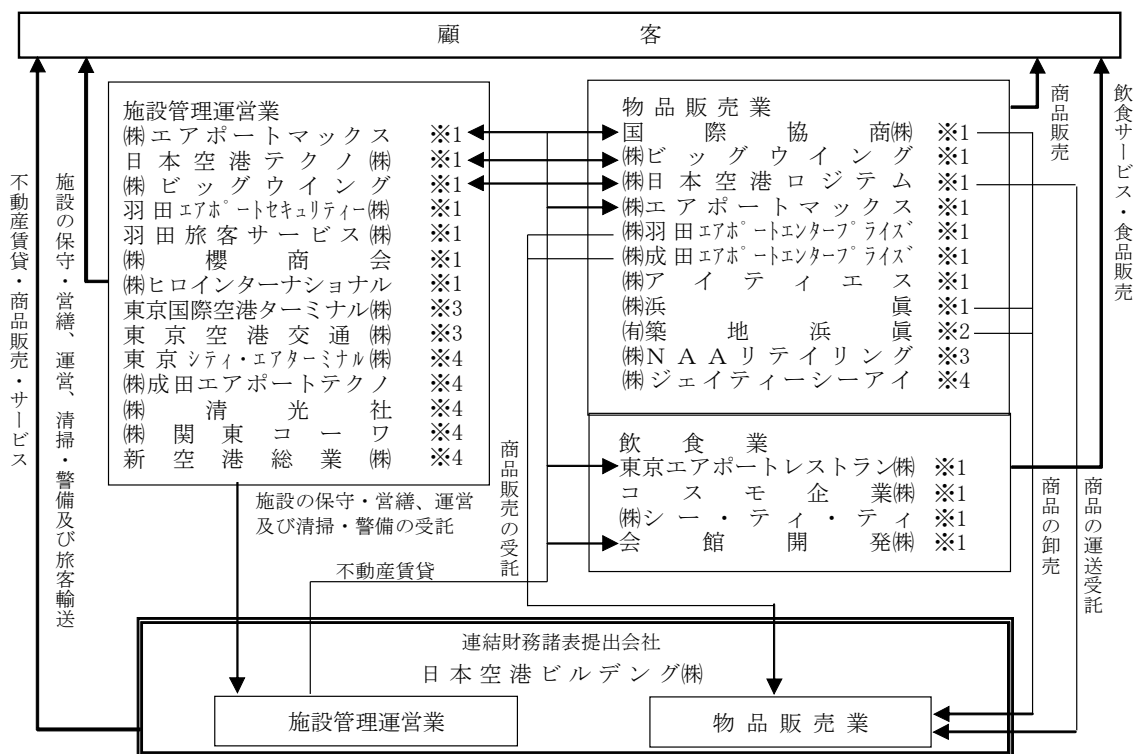 顧客
施設管理運営業
㈱エアポートマックス ※1
日本空港テクノ㈱ ※1
㈱ビッグウイング ※1
羽田エアポートセキュリティー㈱ ※1
羽田旅客サービス㈱ ※1
㈱櫻商会 ※1
㈱ヒロインターナショナル ※1
東京国際空港ターミナル㈱ ※3
東京空港交通㈱ ※3
東京シティ・エアターミナル㈱ ※4
㈱成田エアポートテクノ ※4
㈱清光社 ※4
㈱関東コーワ ※4
新空港総業㈱ ※4
物品販売業
国際協商㈱ ※1
㈱ビッグウイング ※1
㈱日本空港ロジテム ※1
㈱エアポートマックス ※1
㈱羽田エアポートエンタープライズ ※1
㈱成田エアポートエンタープライズ ※1
㈱アイティエス ※1
㈱浜眞 ※1
㈲築地浜眞 ※2
㈱NAAリテイリング ※3
㈱ジェイティーシーアイ ※4
飲食業
東京エアポートレストラン㈱ ※1
コスモ企業㈱ ※1
㈱シー・ティ・ティ ※1
会館開発㈱ ※1
不動産賃貸・商品販売・サービス
施設の保守・営繕、運営、清掃・警備及び旅客輸送
商品販売
飲食サービス・食品販売
施設の保守・営繕、運営
及び清掃・警備の受託
商品販売の受託
不動産賃貸
商品の卸売
商品の運送受託
連結財務諸表提出会社
日本空港ビルデング㈱
施設管理運営業
物品販売業